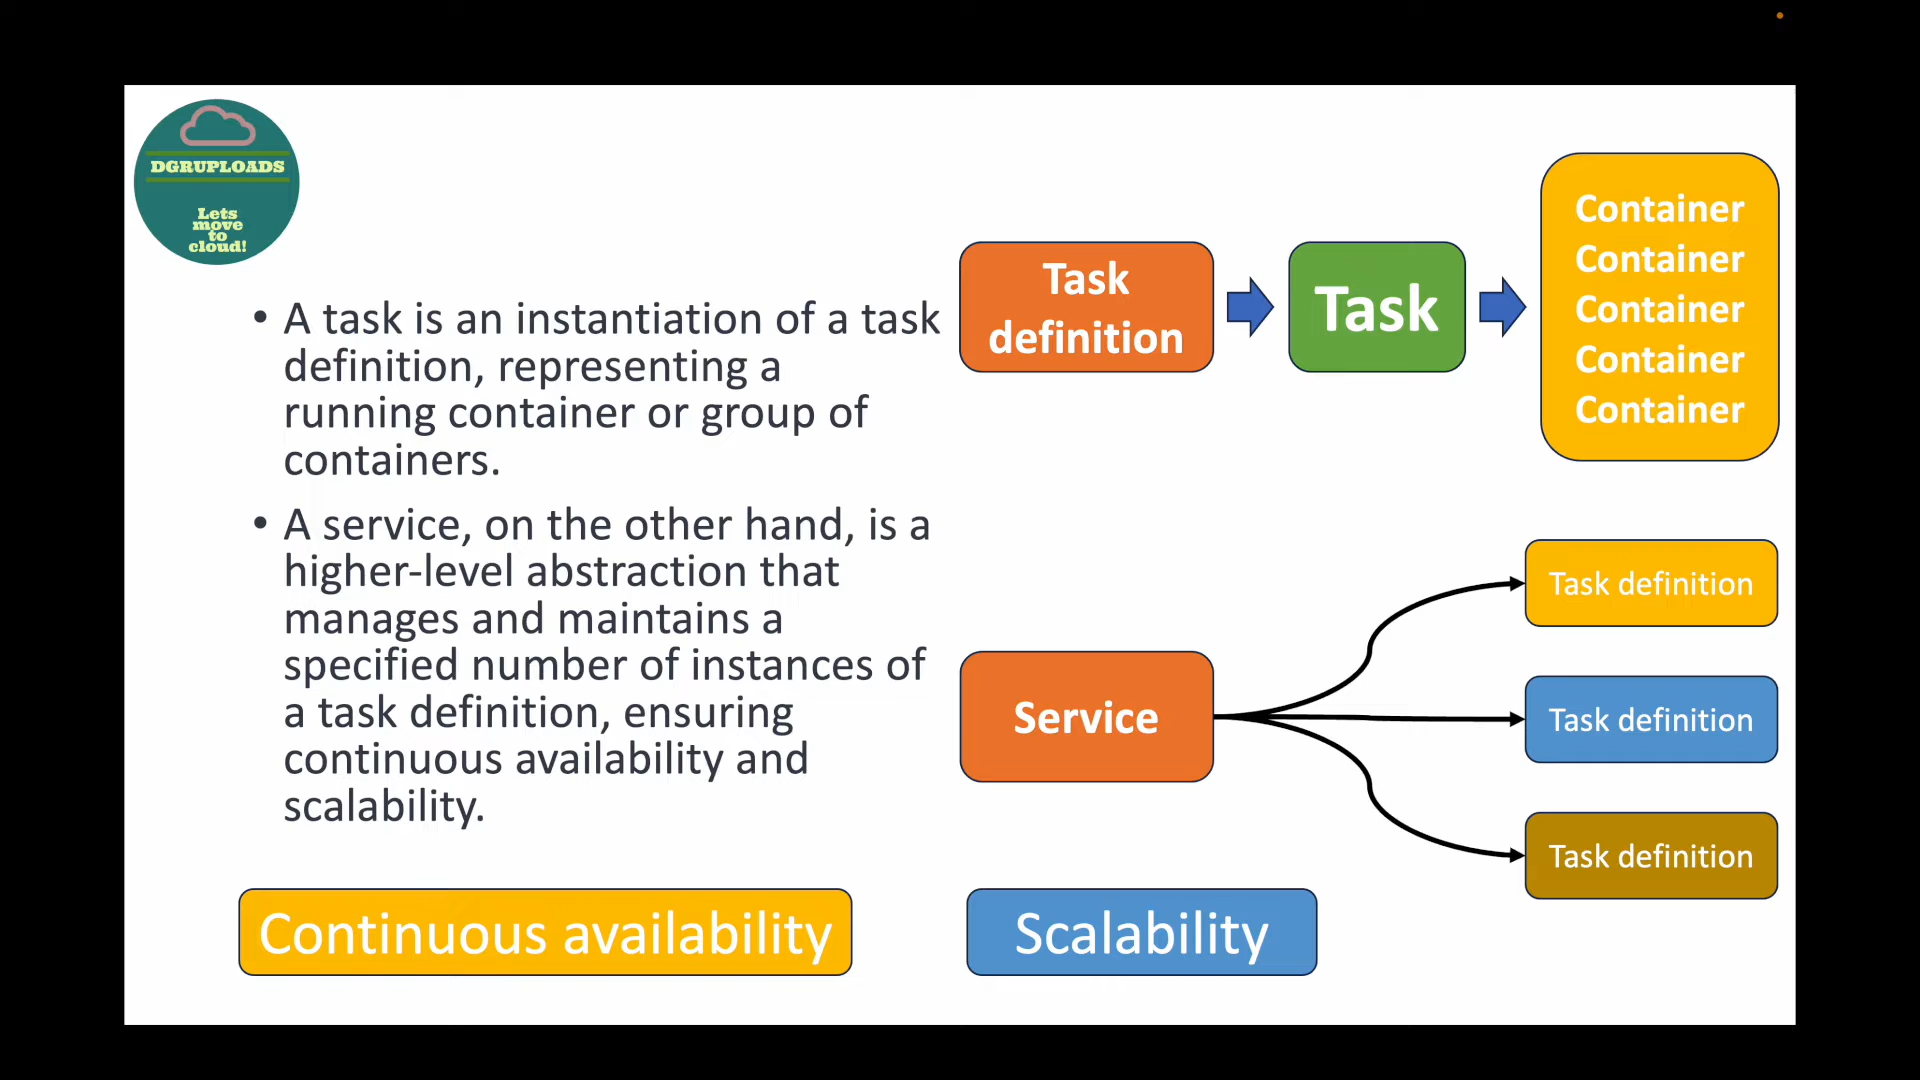 DGRUPLOADS
Lets
move
to
cloud!
• A task is an instantiation of a task
definition, representing a
running container or group of
containers.
• A service, on the other hand, is a
higher-level abstraction that
manages and maintains a
specified number of instances of
a task definition, ensuring
continuous availability and
scalability.
Task
definition
Task
Container
Container
Container
Container
Container
Service
Task definition
Task definition
Task definition
Continuous availability
Scalability